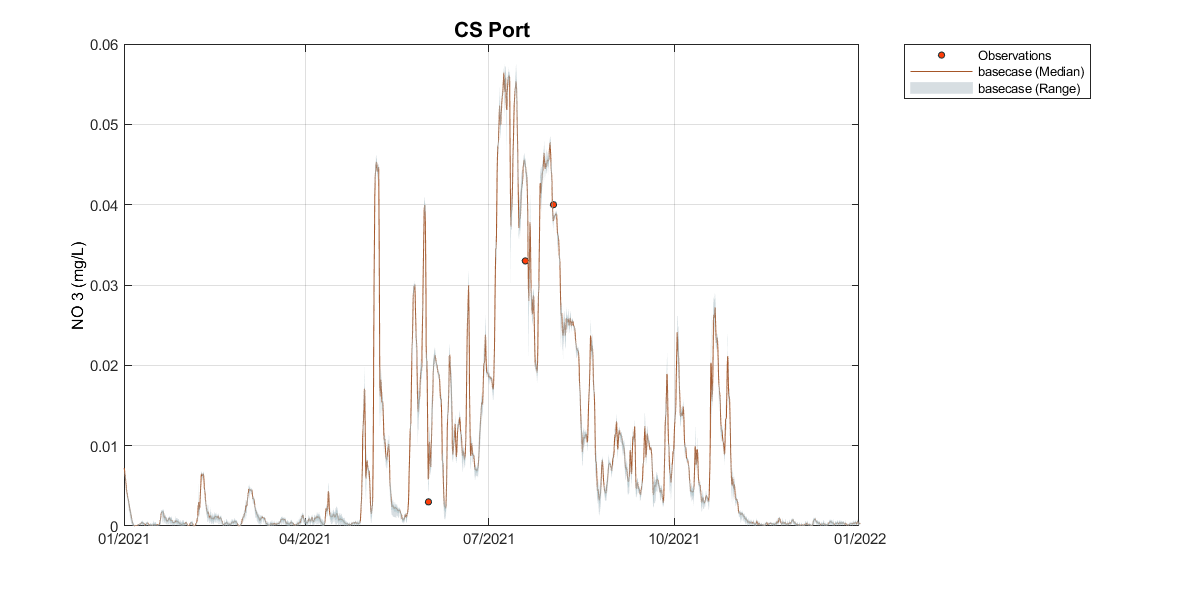 CS Port
Observations
basecase (Median)
basecase (Range)
NO 3 (mg/L)
0.06
0.05
0.04
0.03
0.02
0.01
0
01/2021 04/2021 07/2021 10/2021 01/2022